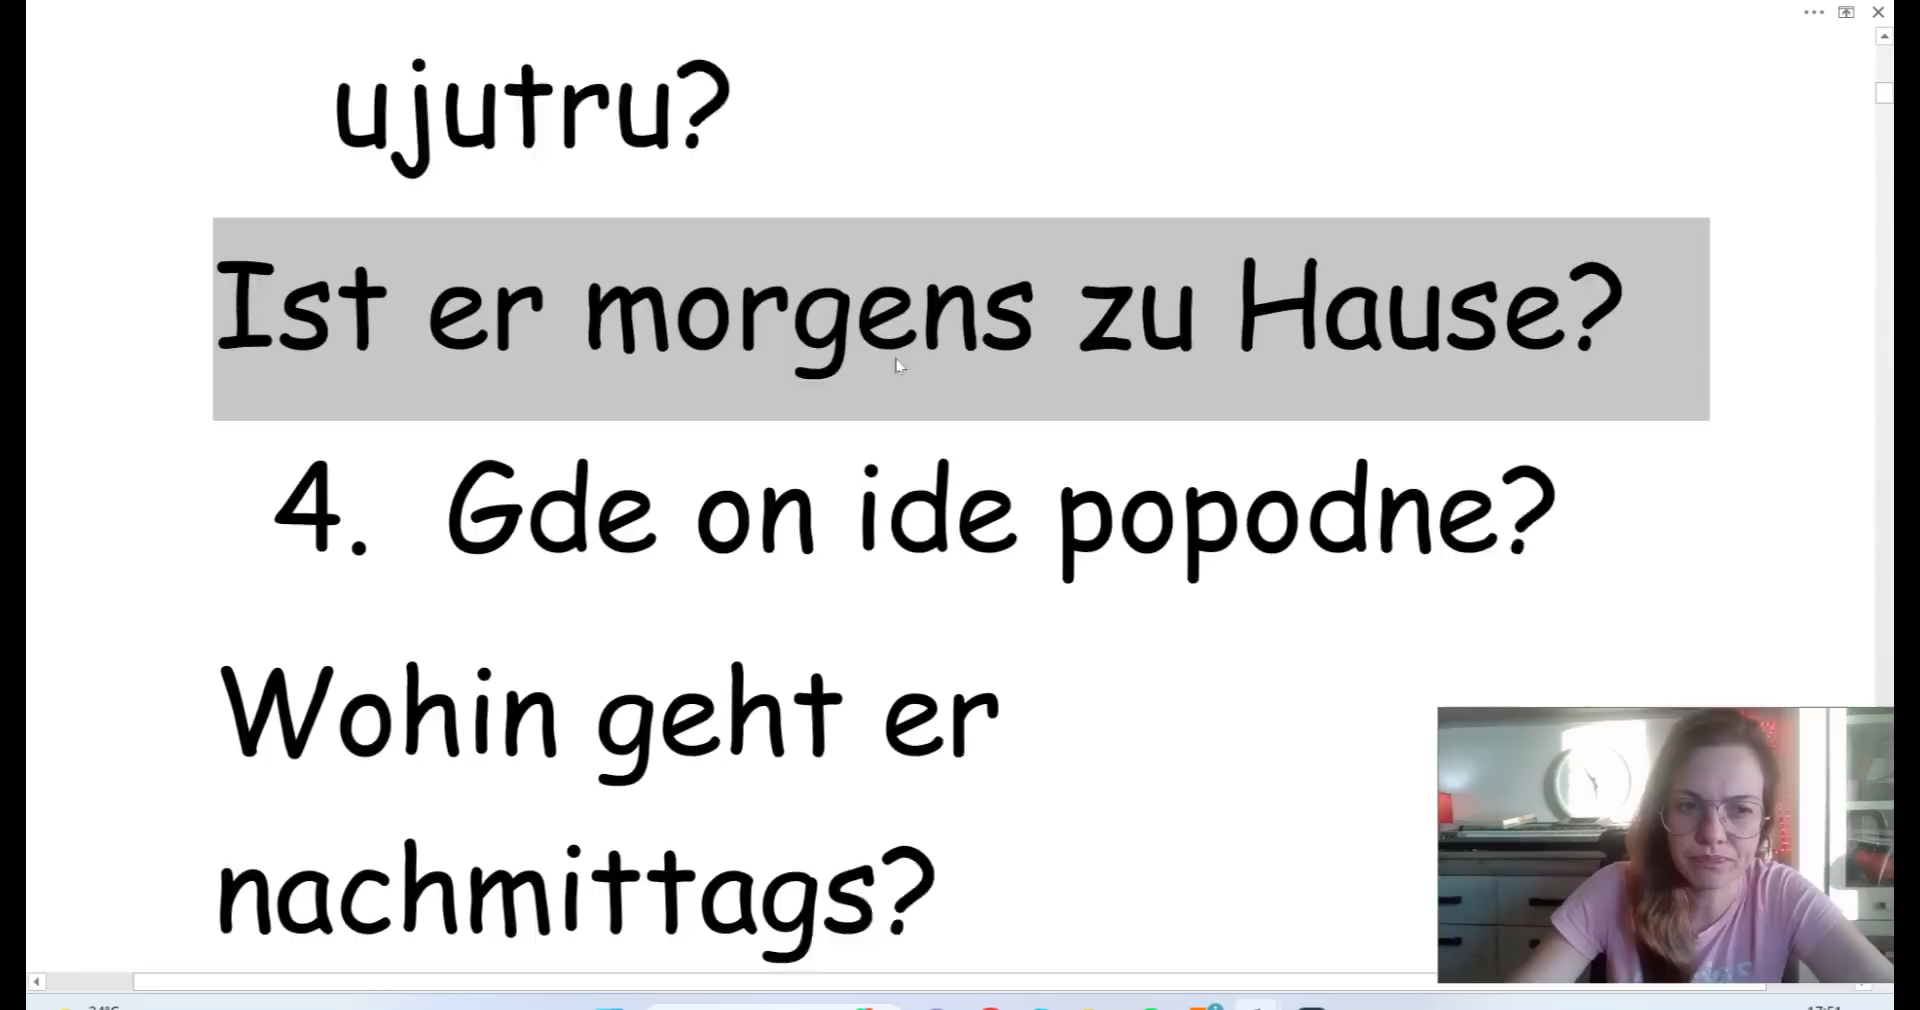 ujutru?
Ist er morgens zu Hause?
4. Gde on ide popodne?
Wohin geht er
nachmittags?